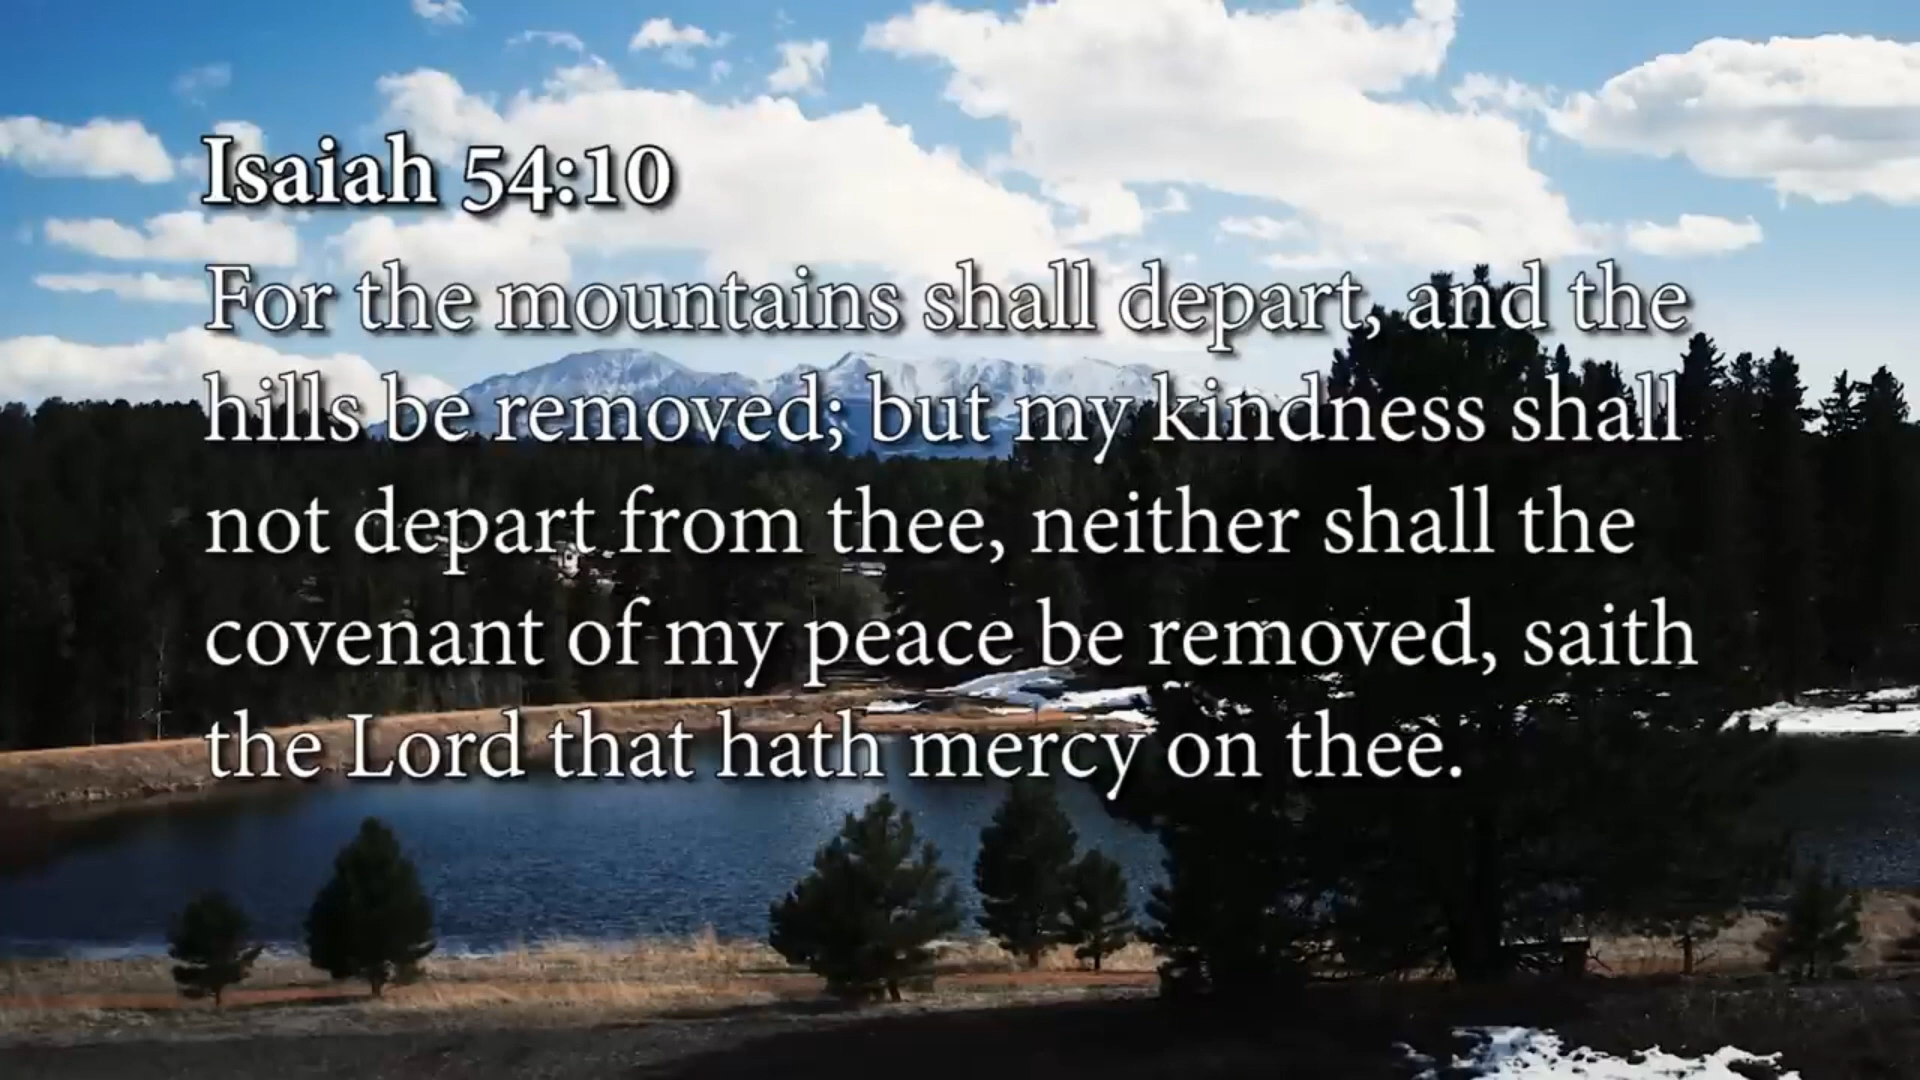 Isaiah 54:10
For the mountains shall depart, and the
hills be removed; but my kindness shall
not depart from thee, neither shall the
covenant of my peace be removed, saith
the Lord that hath mercy on thee.